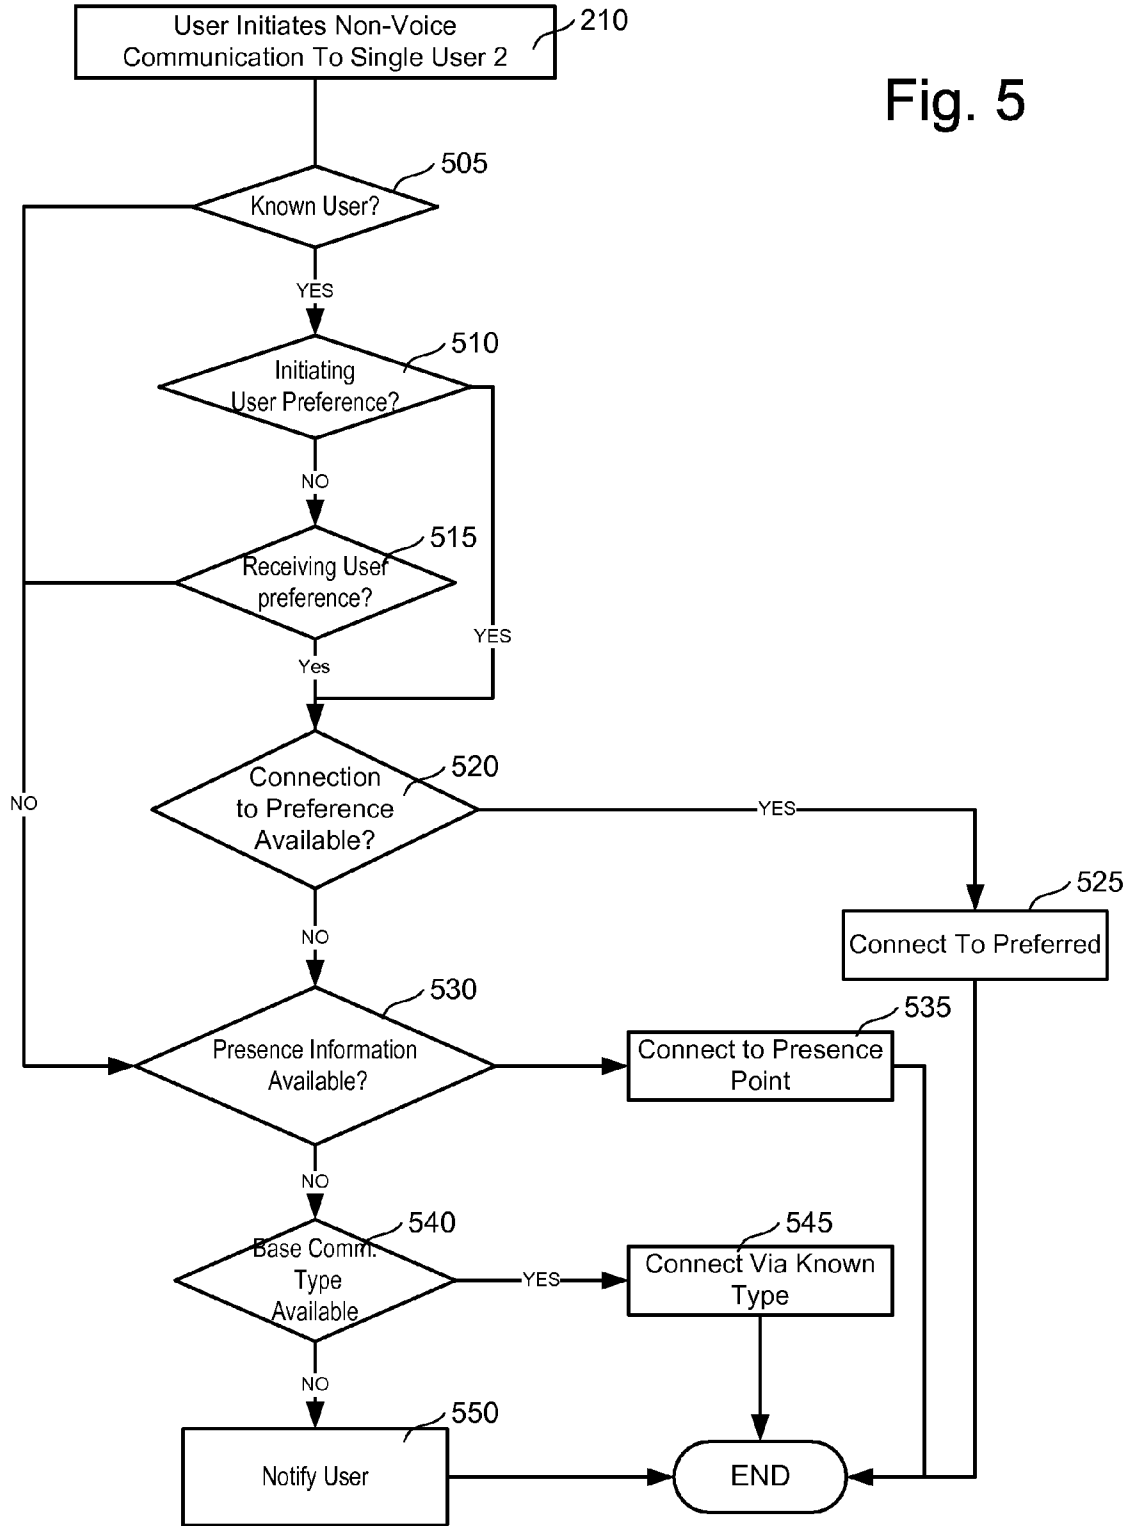 User Initiates Non-Voice
Communication To Single User 2
210
Fig. 5
505
Known User?
YES
510
Initiating
User Preference?
NO
515
Receiving User
preference?
YES
Yes
520
Connection
to Preference
Available?
NO
YES
525
Connect To Preferred
NO
530
Presence Information
Available?
535
Connect to Presence
Point
NO
540
Base Comm.
Type
Available
YES
545
Connect Via Known
Type
NO
550
Notify User
END